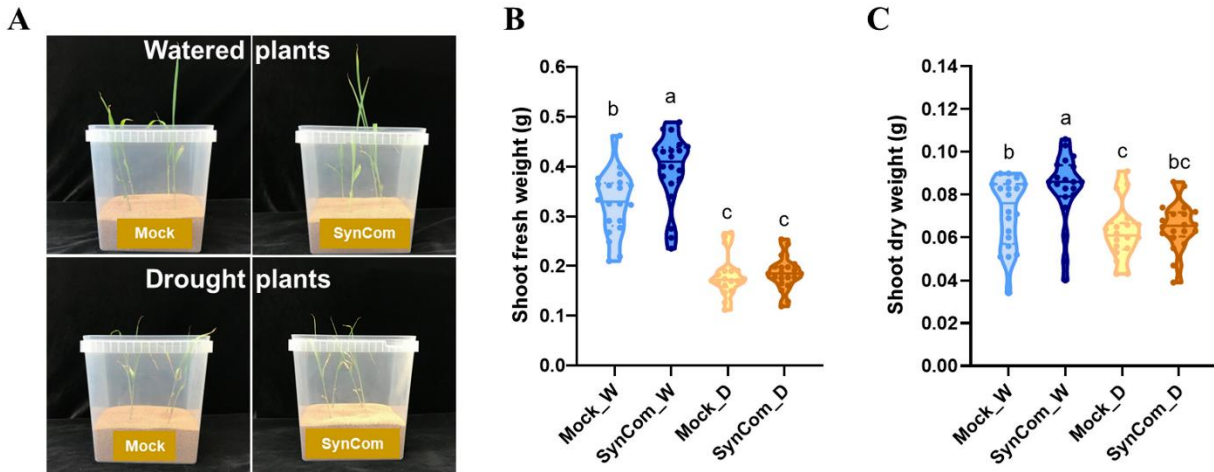 A
Watered plants
Mock
SynCom
Drought plants
Mock
SynCom
B
Shoot fresh weight (g)
0.6
0.5
0.4
0.3
0.2
0.1
0.0
b
a
c
c
Mock_W
SynCom_W
Mock_D
SynCom_D
C
Shoot dry weight (g)
0.14
0.12
0.10
0.08
0.06
0.04
0.02
0.00
b
a
c
bc
Mock_W
SynCom_W
Mock_D
SynCom_D